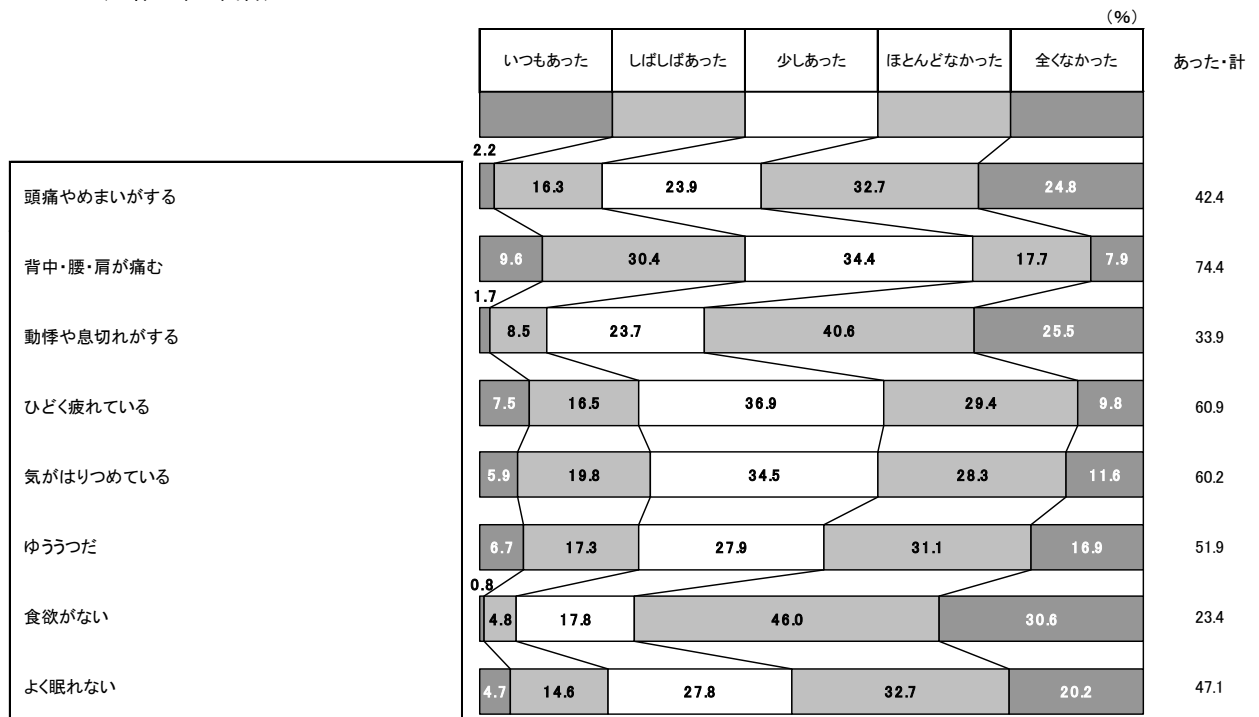 (%)
いつもあった しばしばあった 少しあった ほとんどなかった 全くなかった あった・計
2.2
頭痛やめまいがする 16.3 23.9 32.7 24.8 42.4
背中・腰・肩が痛む 9.6 30.4 34.4 17.7 7.9 74.4
1.7
動悸や息切れがする 8.5 23.7 40.6 25.5 33.9
ひどく疲れている 7.5 16.5 36.9 29.4 9.8 60.9
気がはりつめている 5.9 19.8 34.5 28.3 11.6 60.2
ゆううつだ 6.7 17.3 27.9 31.1 16.9 51.9
0.8
食欲がない 4.8 17.8 46.0 30.6 23.4
よく眠れない 4.7 14.6 27.8 32.7 20.2 47.1